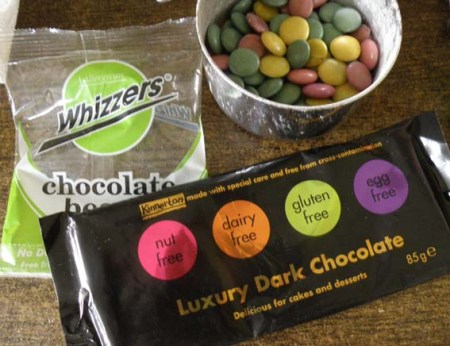 Whizzers
chocolate
No D
Free
Kinnerton
made with special care and free from cross-contamination
nut
free
dairy
free
gluten
free
egg
free
Luxury Dark Chocolate
85g e
Delicious for cakes and desserts